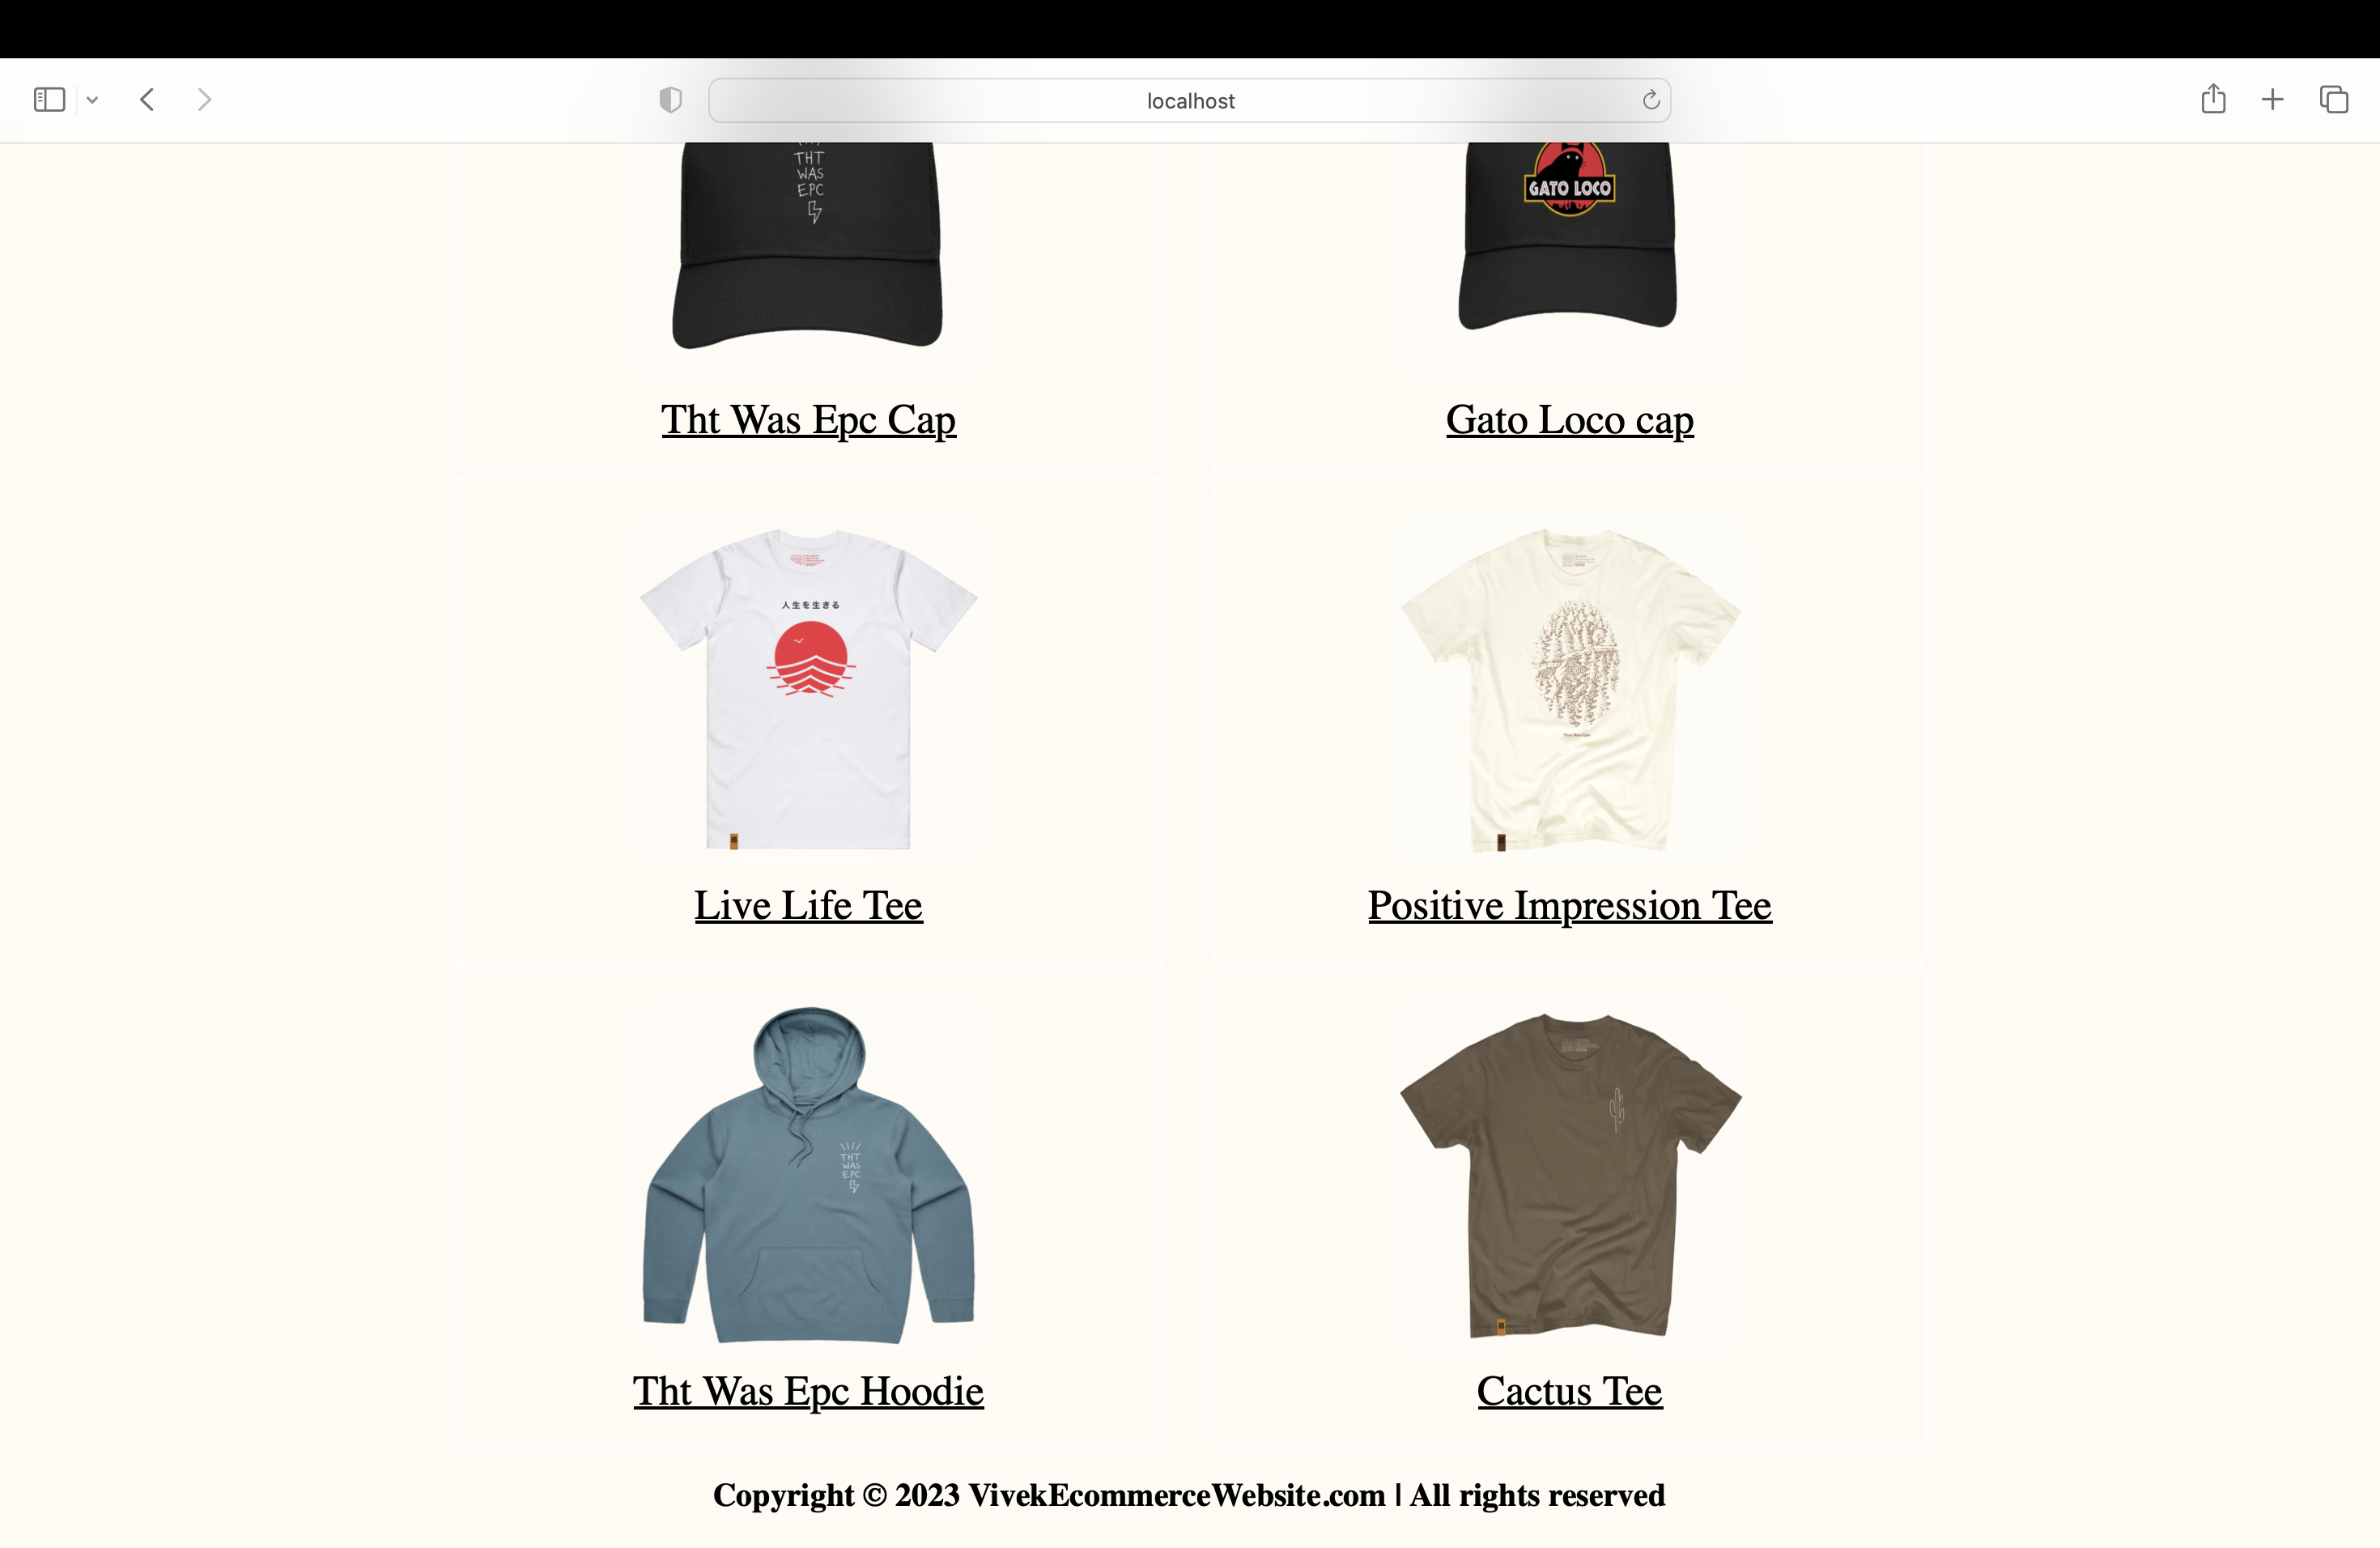 localhost
THT
WAS
EPC
GATO LOCO
Tht Was Epc Cap
Gato Loco cap
人生を生きる
Live Life Tee
Positive Impression Tee
THT
WAS
EPC
Tht Was Epc Hoodie
Cactus Tee
Copyright © 2023 VivekEcommerceWebsite.com | All rights reserved